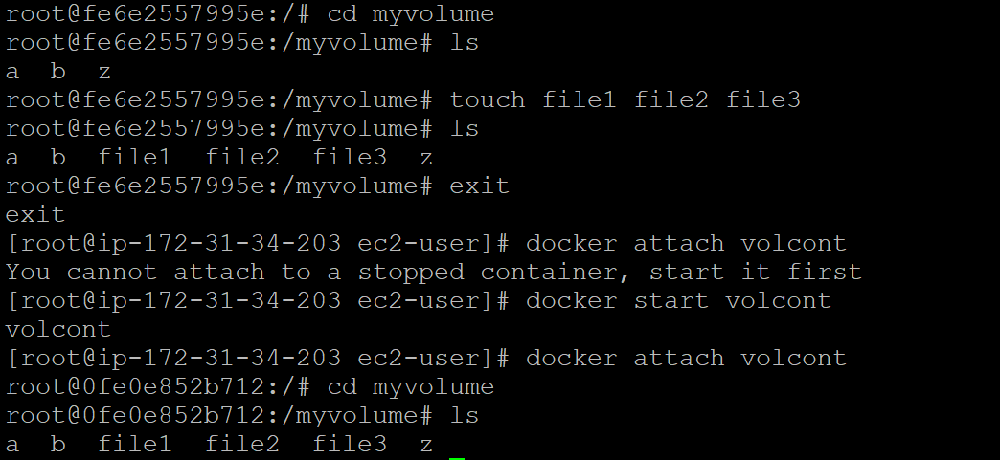 root@fe6e2557995e:/# cd myvolume
root@fe6e2557995e:/myvolume# ls
a  b  z
root@fe6e2557995e:/myvolume# touch file1 file2 file3
root@fe6e2557995e:/myvolume# ls
a  b  file1  file2  file3  z
root@fe6e2557995e:/myvolume# exit
exit
[root@ip-172-31-34-203 ec2-user]# docker attach volcont
You cannot attach to a stopped container, start it first
[root@ip-172-31-34-203 ec2-user]# docker start volcont
volcont
[root@ip-172-31-34-203 ec2-user]# docker attach volcont
root@0fe0e852b712:/# cd myvolume
root@0fe0e852b712:/myvolume# ls
a  b  file1  file2  file3  z